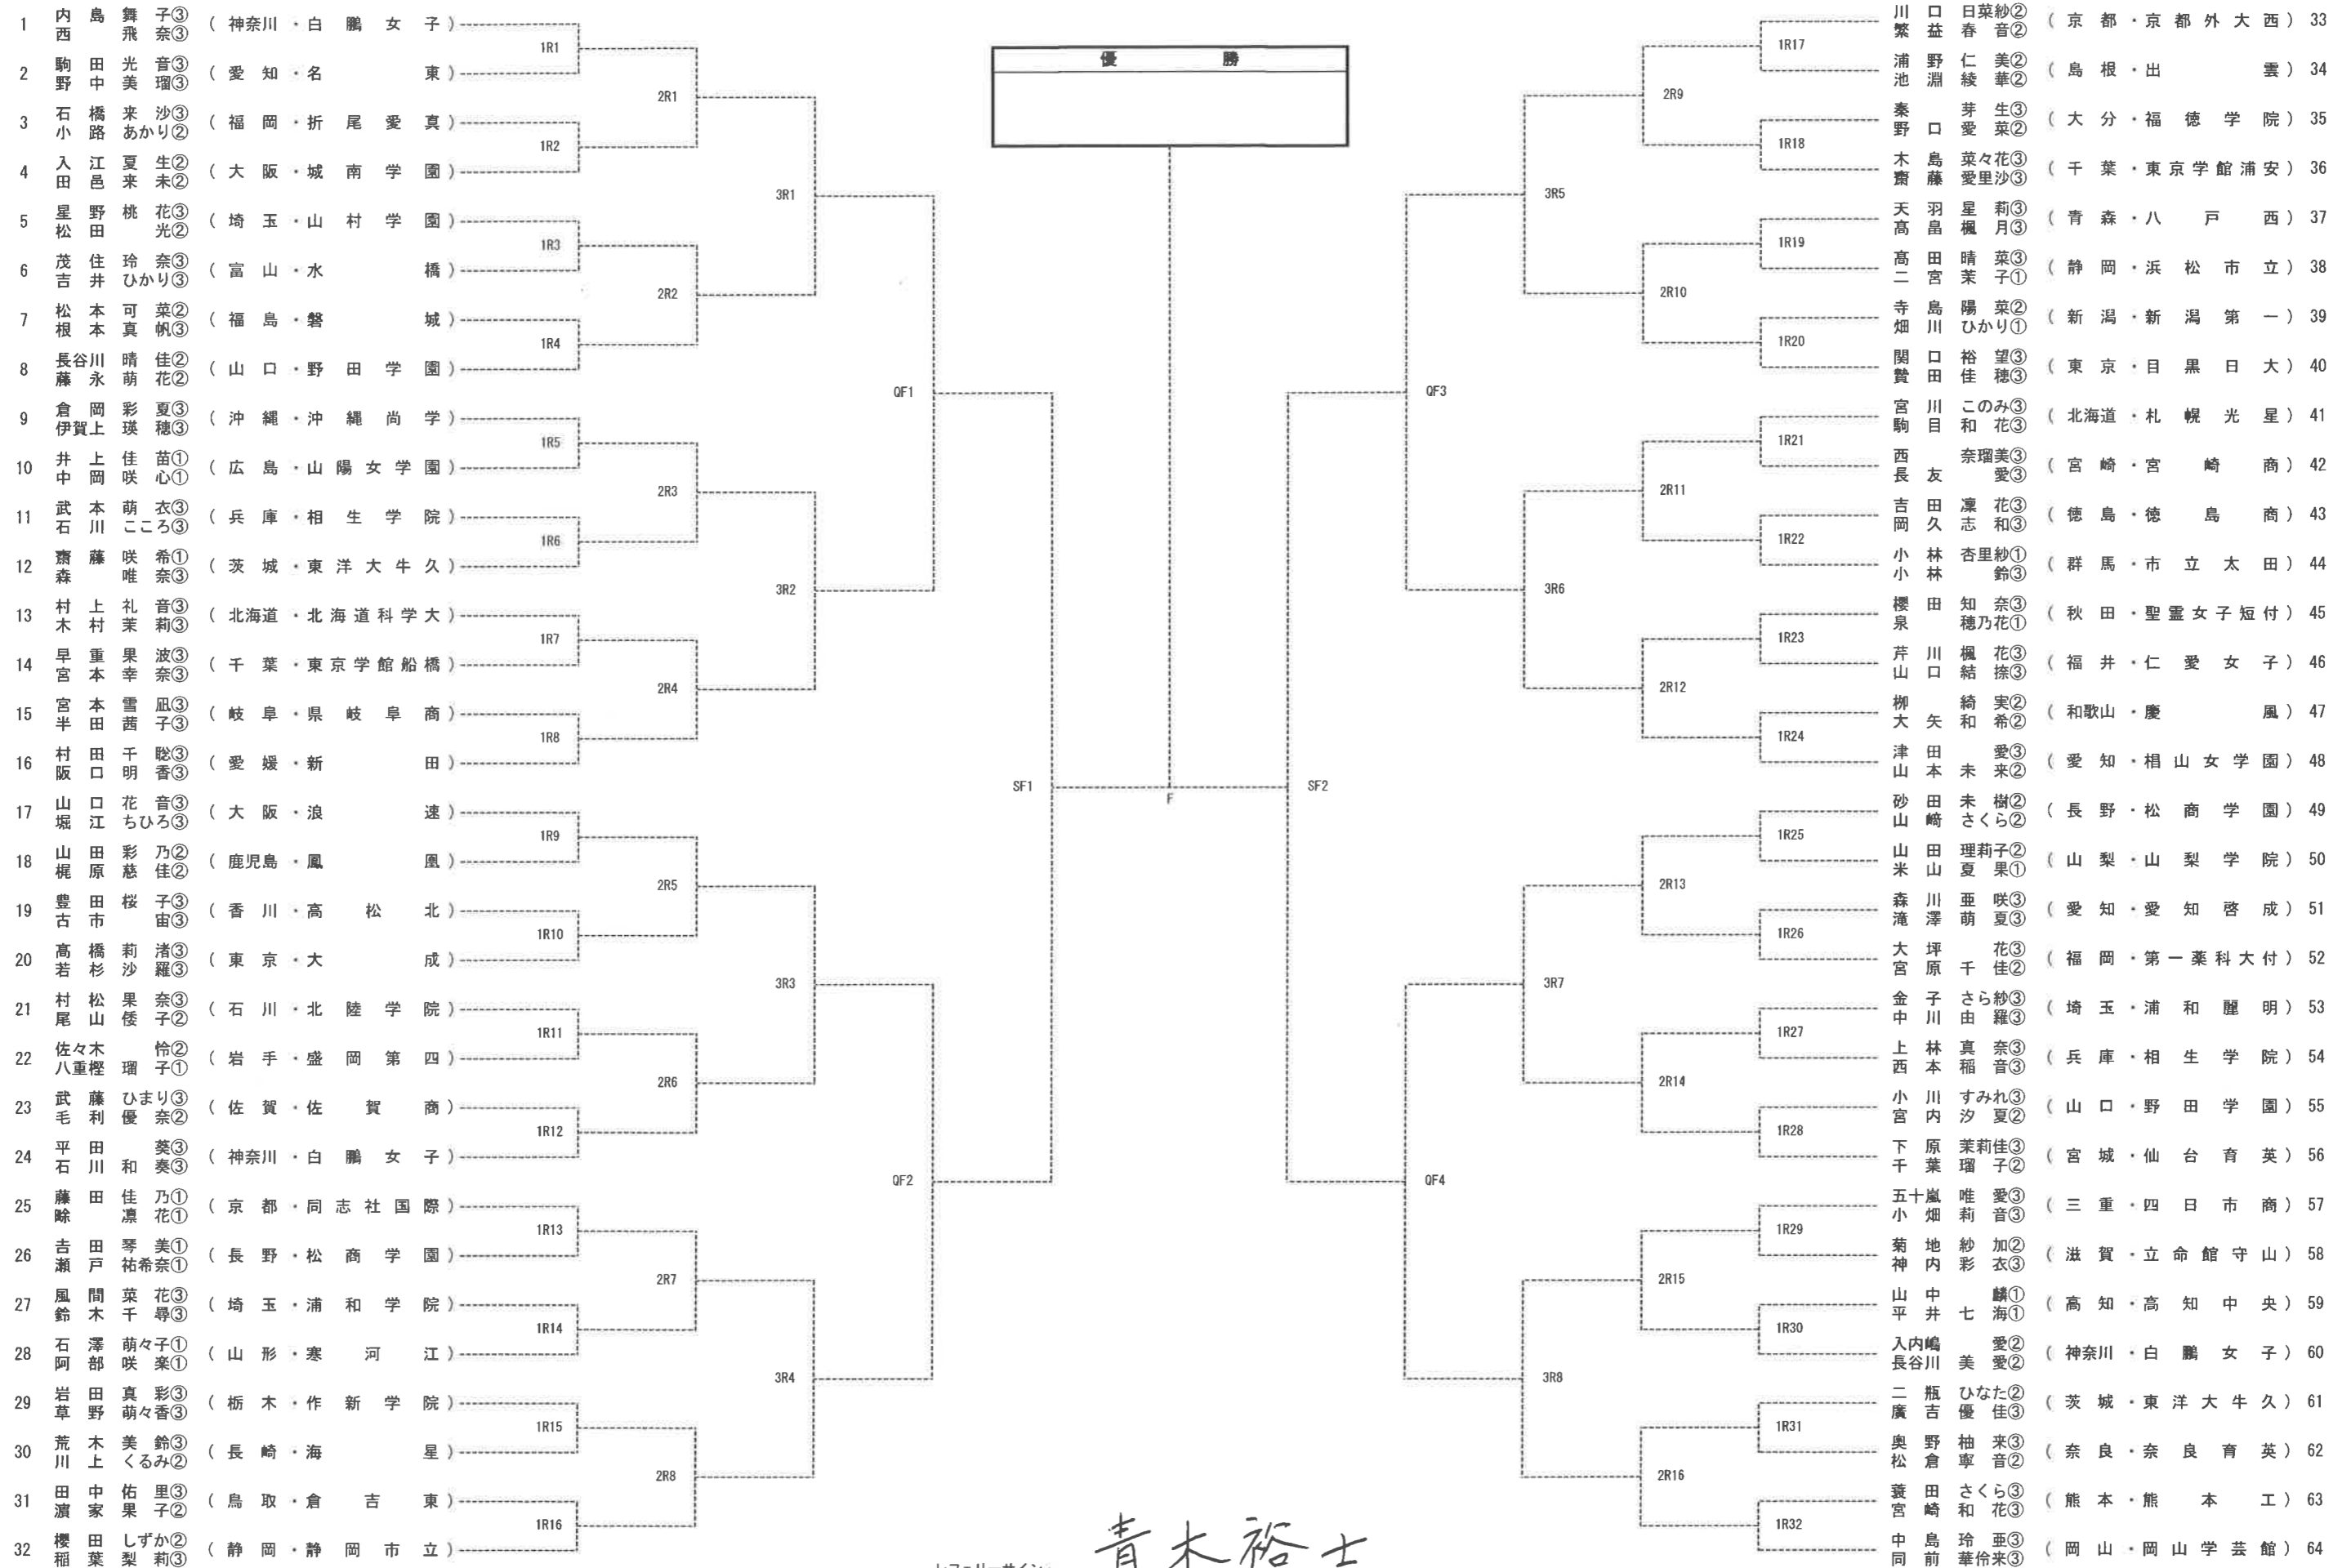 優勝
1 内島舞子③ 西飛奈③ (神奈川・白鵬女子)
2 駒田光音③ 野中美瑠③ (愛知・名東)
3 石橋来沙③ 小路あかり② (福岡・折尾愛真)
4 入江夏生② 田邑来未② (大阪・城南学園)
5 星野桃花③ 松田光② (埼玉・山村学園)
6 茂住玲奈③ 吉井ひかり③ (富山・水橋)
7 松本可菜② 根本真帆③ (福島・磐城)
8 長谷川晴佳② 藤永萌花② (山口・野田学園)
9 倉岡彩夏③ 伊賀上瑛穂③ (沖縄・沖縄尚学)
10 井上佳苗① 中岡咲心① (広島・山陽女学園)
11 武本萌衣③ 石川こころ③ (兵庫・相生学院)
12 齋藤咲希① 森唯奈③ (茨城・東洋大牛久)
13 村上礼音③ 木村茉莉③ (北海道・北海道科学大)
14 早重果波③ 宮本幸奈③ (千葉・東京学館船橋)
15 宮本雪凪③ 半田茜子③ (岐阜・県岐阜商)
16 村田千聡③ 阪口明香③ (愛媛・新田)
17 山口花音③ 堀江ちひろ③ (大阪・浪速)
18 山田彩乃② 梶原慈佳② (鹿児島・鳳凰)
19 豊田桜子③ 古市宙③ (香川・高松北)
20 髙橋莉渚③ 若杉沙羅③ (東京・大成)
21 村松果奈③ 尾山倭子② (石川・北陸学院)
22 佐々木怜② 八重樫瑠子① (岩手・盛岡第四)
23 武藤ひまり③ 毛利優奈② (佐賀・佐賀商)
24 平田葵③ 石川和奏③ (神奈川・白鵬女子)
25 藤田佳乃① 畭凛花① (京都・同志社国際)
26 吉田琴美① 瀬戸祐希奈① (長野・松商学園)
27 風間菜花③ 鈴木千尋③ (埼玉・浦和学院)
28 石澤萌々子① 阿部咲楽① (山形・寒河江)
29 岩田真彩③ 草野萌々香③ (栃木・作新学院)
30 荒木美鈴③ 川上くるみ② (長崎・海星)
31 田中佑里③ 濵家果子② (鳥取・倉吉東)
32 櫻田しずか② 稲葉梨莉③ (静岡・静岡市立)
1R1
1R2
1R3
1R4
1R5
1R6
1R7
1R8
1R9
1R10
1R11
1R12
1R13
1R14
1R15
1R16
2R1
2R2
2R3
2R4
2R5
2R6
2R7
2R8
3R1
3R2
3R3
3R4
QF1
QF2
SF1
F
SF2
QF3
QF4
3R5
3R6
3R7
3R8
2R9
2R10
2R11
2R12
2R13
2R14
2R15
2R16
1R17
1R18
1R19
1R20
1R21
1R22
1R23
1R24
1R25
1R26
1R27
1R28
1R29
1R30
1R31
1R32
川口日菜紗② 繁益春音② (京都・京都外大西) 33
浦野仁美② 池淵綾華② (島根・出雲) 34
秦芽生③ 野口愛菜② (大分・福徳学院) 35
木島菜々花③ 齋藤愛里沙③ (千葉・東京学館浦安) 36
天羽星莉③ 髙畠楓月③ (青森・八戸西) 37
髙田晴菜③ 二宮茉子① (静岡・浜松市立) 38
寺島陽菜② 畑川ひかり① (新潟・新潟第一) 39
関口裕望③ 贄田佳穂③ (東京・目黒日大) 40
宮川このみ③ 駒目和花③ (北海道・札幌光星) 41
西奈瑠美③ 長友愛③ (宮崎・宮崎商) 42
吉田凜花③ 岡久志和③ (徳島・徳島商) 43
小林杏里紗① 小林鈴③ (群馬・市立太田) 44
櫻田知奈③ 泉穂乃花① (秋田・聖霊女子短付) 45
芹川楓花③ 山口結捺③ (福井・仁愛女子) 46
栁綺実② 大矢和希② (和歌山・慶風) 47
津田愛③ 山本未来② (愛知・椙山女学園) 48
砂田未樹② 山﨑さくら② (長野・松商学園) 49
山田理莉子② 米山夏果① (山梨・山梨学院) 50
森川亜咲③ 滝澤萌夏③ (愛知・愛知啓成) 51
大坪花③ 宮原千佳② (福岡・第一薬科大付) 52
金子さら紗③ 中川由羅③ (埼玉・浦和麗明) 53
上林真奈③ 西本稲音③ (兵庫・相生学院) 54
小川すみれ③ 宮内汐夏② (山口・野田学園) 55
下原茉莉佳③ 千葉瑠子② (宮城・仙台育英) 56
五十嵐唯愛③ 小畑莉音③ (三重・四日市商) 57
菊地紗加② 神内彩衣③ (滋賀・立命館守山) 58
山中麟① 平井七海① (高知・高知中央) 59
入内嶋愛② 長谷川美愛② (神奈川・白鵬女子) 60
二瓶ひなた② 廣吉優佳③ (茨城・東洋大牛久) 61
奥野柚来③ 松倉寧音② (奈良・奈良育英) 62
蓑田さくら③ 宮崎和花③ (熊本・熊本工) 63
中島玲亜③ 同前華伶来③ (岡山・岡山学芸館) 64
青木裕士